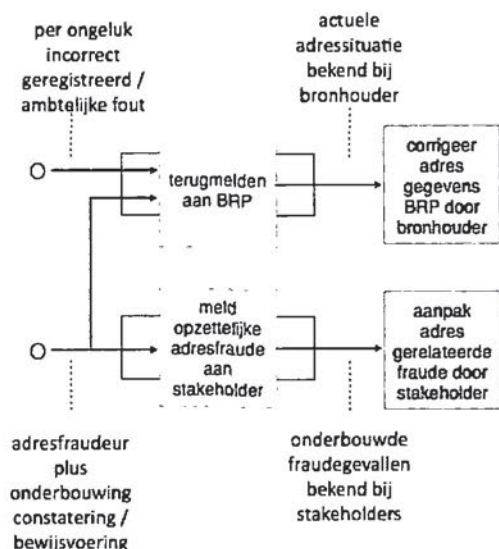 per ongeluk
incorrect
geregistreerd /
ambtelijke fout
actuele
adressituatie
bekend bij
bronhouder
terugmelden
aan BRP
corrigeer
adres
gegevens
BRP door
bronhouder
meld
opzettelijke
adresfraude
aan
stakeholder
aanpak
adres
gerelateerde
fraude door
stakeholder
adresfraudeur
plus
onderbouwing
constatering /
bewijsvoering
onderbouwde
fraudegevallen
bekend bij
stakeholders